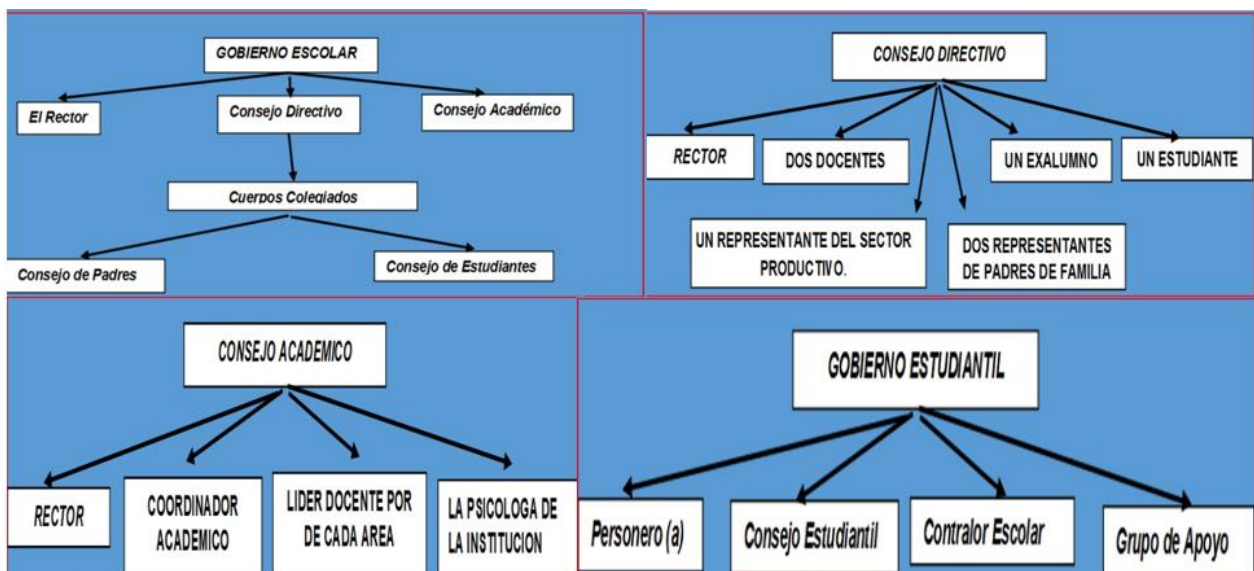 GOBIERNO ESCOLAR
El Rector
Consejo Directivo
Consejo Académico
Cuerpos Colegiados
Consejo de Padres
Consejo de Estudiantes
CONSEJO DIRECTIVO
RECTOR
DOS DOCENTES
UN EXALUMNO
UN ESTUDIANTE
UN REPRESENTANTE DEL SECTOR
PRODUCTIVO.
DOS REPRESENTANTES
DE PADRES DE FAMILIA
CONSEJO ACADEMICO
RECTOR
COORDINADOR
ACADEMICO
LIDER DOCENTE POR
DE CADA AREA
LA PSICOLOGA DE
LA INSTITUCION
GOBIERNO ESTUDIANTIL
Personero (a)
Consejo Estudiantil
Contralor Escolar
Grupo de Apoyo